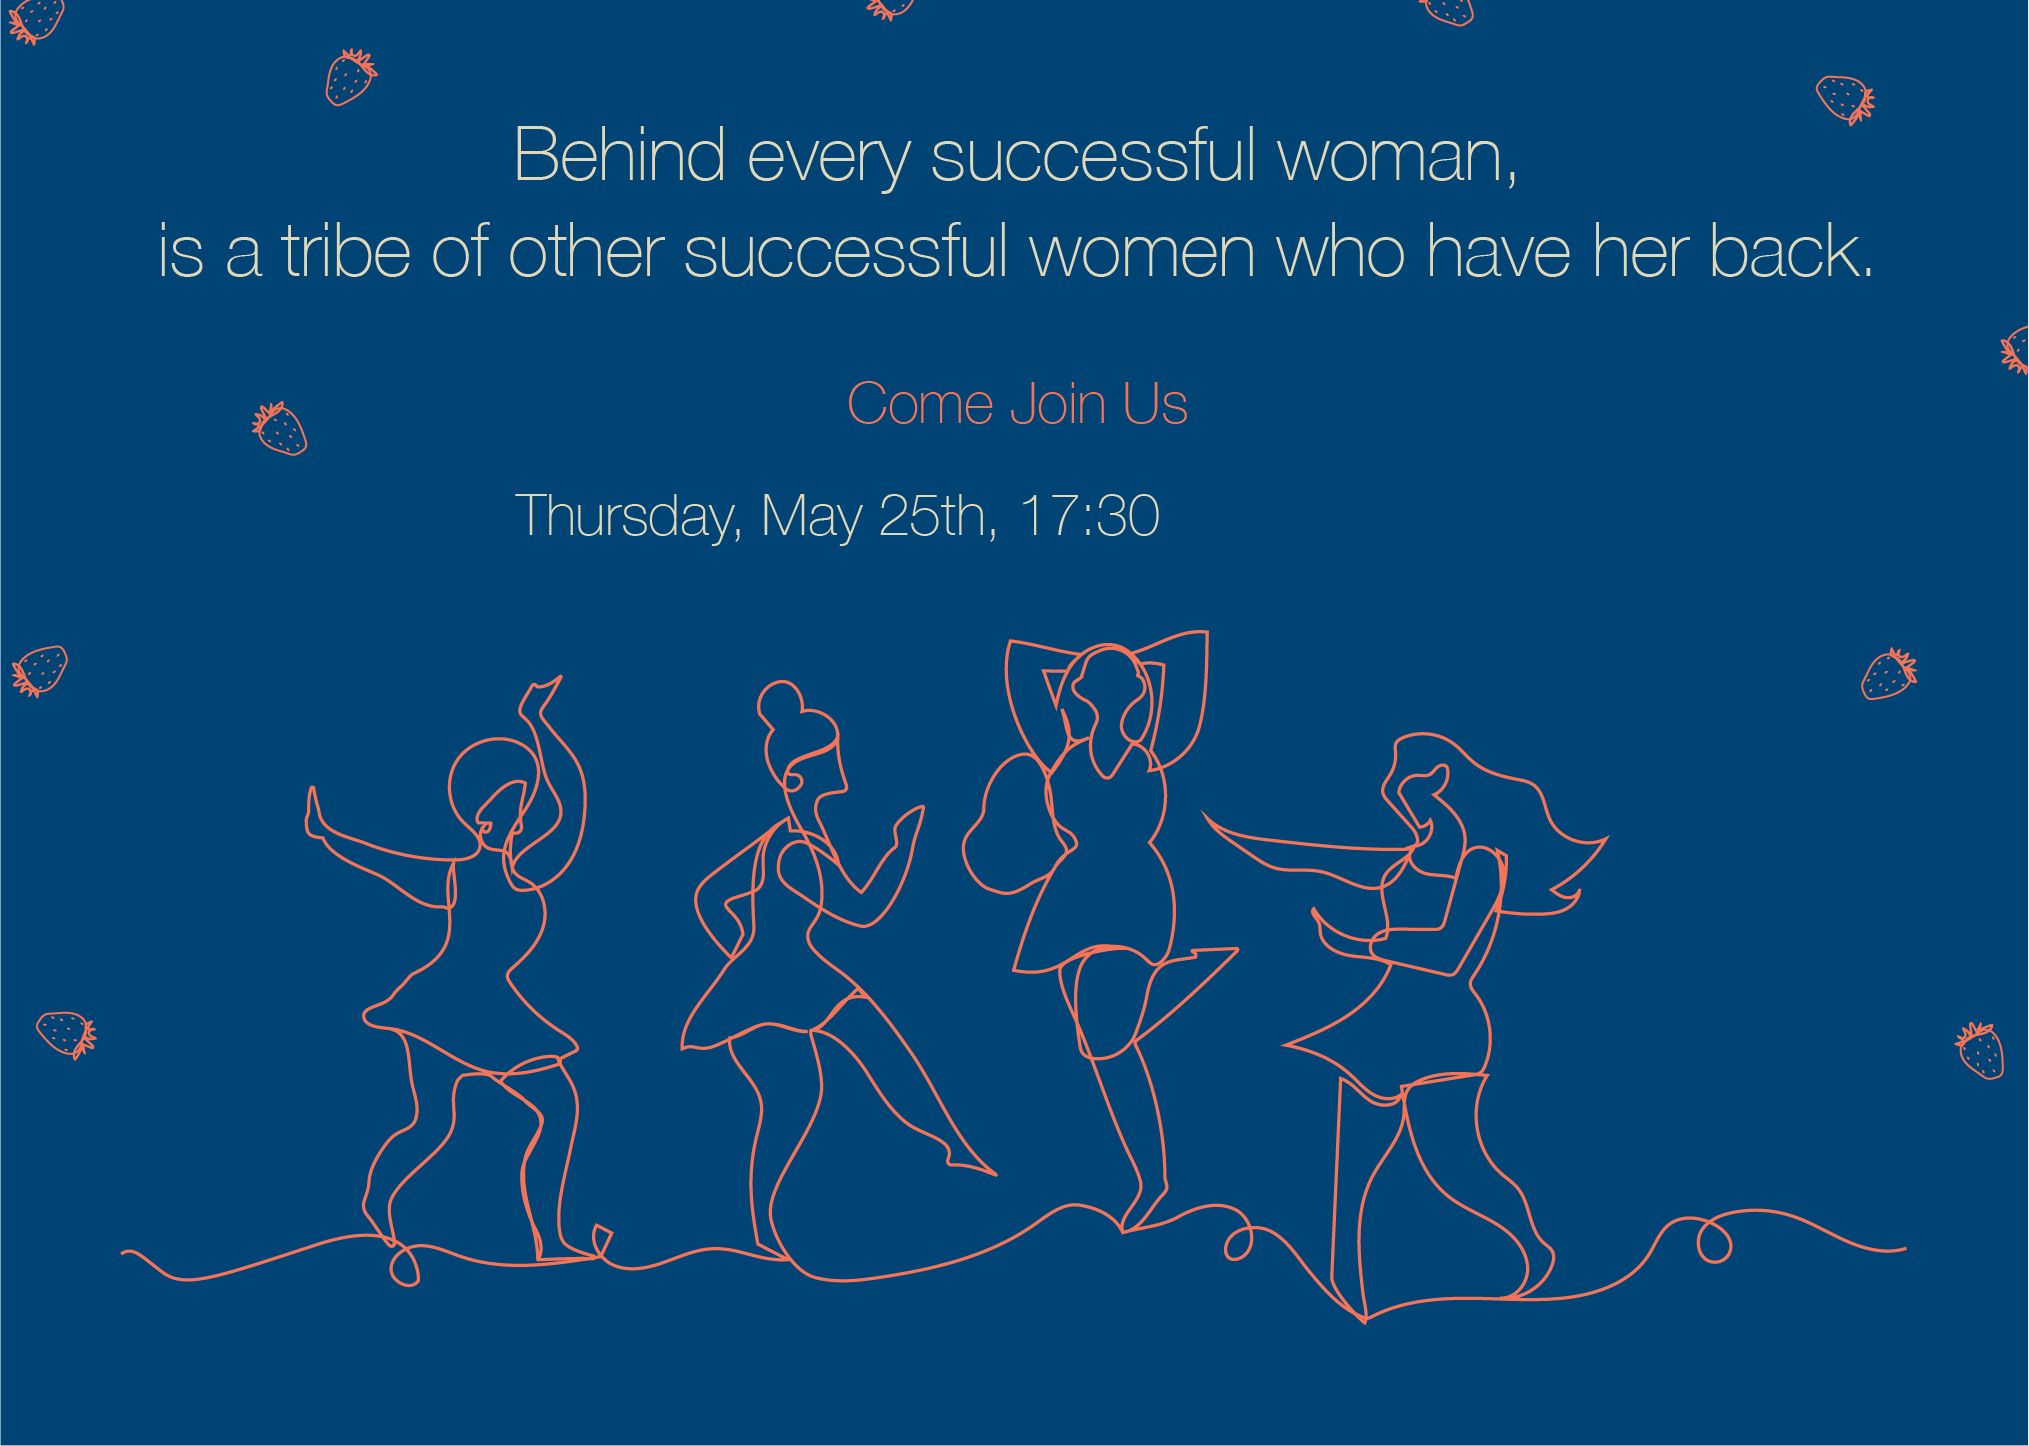 Behind every successful woman,
is a tribe of other successful women who have her back.
Come Join Us
Thursday, May 25th, 17:30